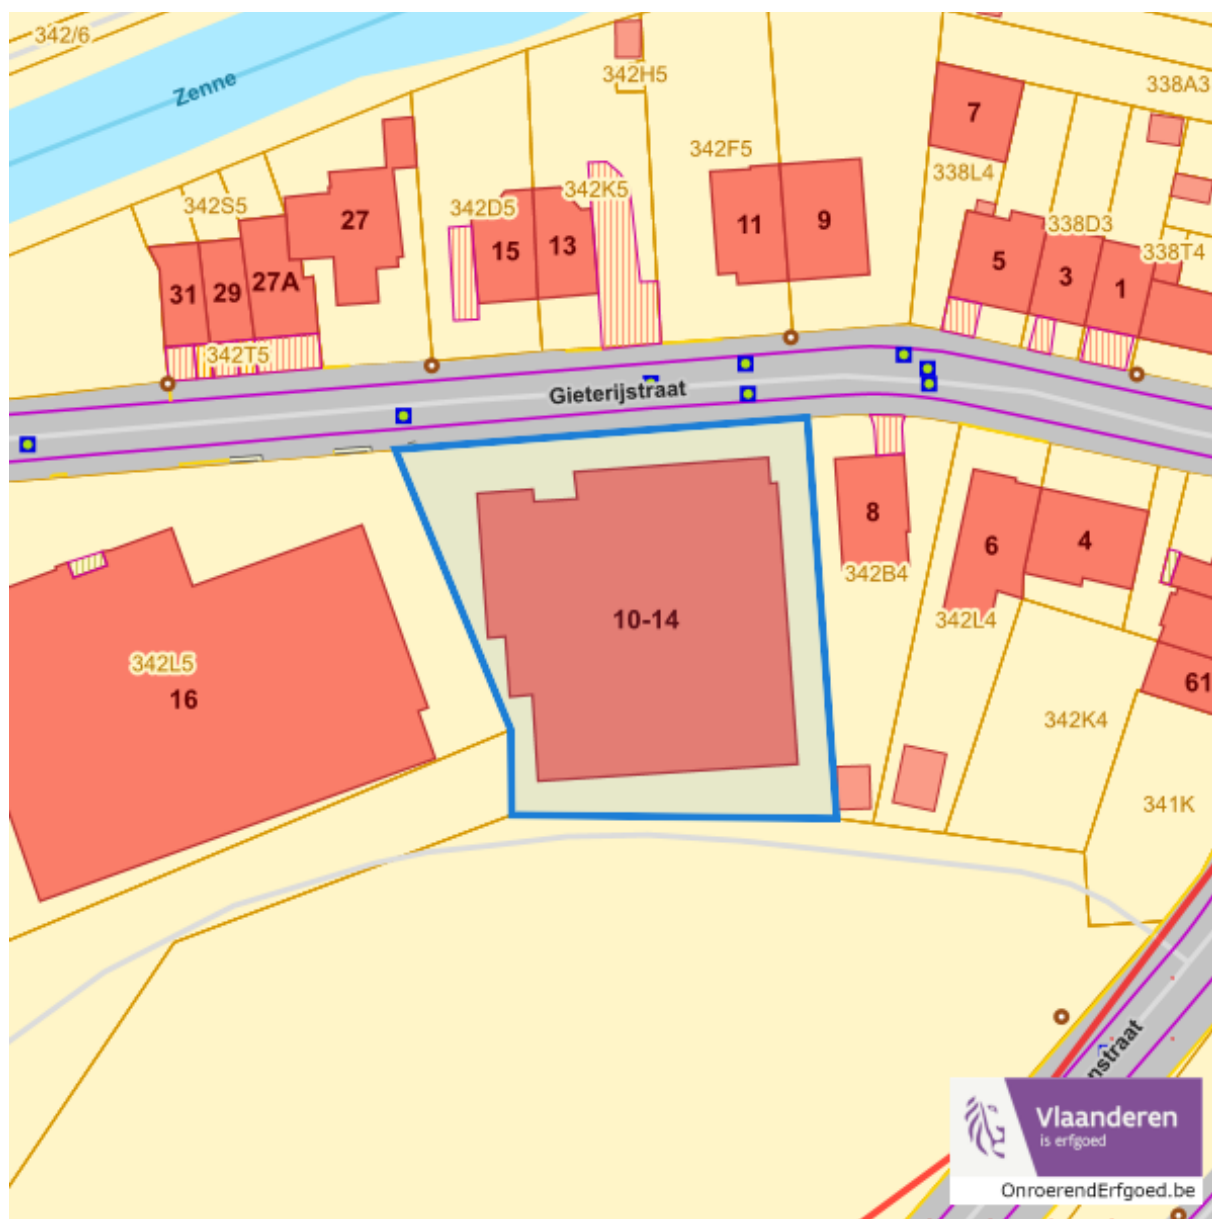 342/6
Zenne
342H5
338A3
7
342F5
338L4
342S5
342K5
342D5
27
338D3
338T4
15
13
11
9
5
3
1
31
29
27A
342T5
Gieterijstraat
8
6
4
342B4
10-14
342L4
342L5
16
61
342K4
341K
nstraat
Vlaanderen
is erfgoed
OnroerendErfgoed.be